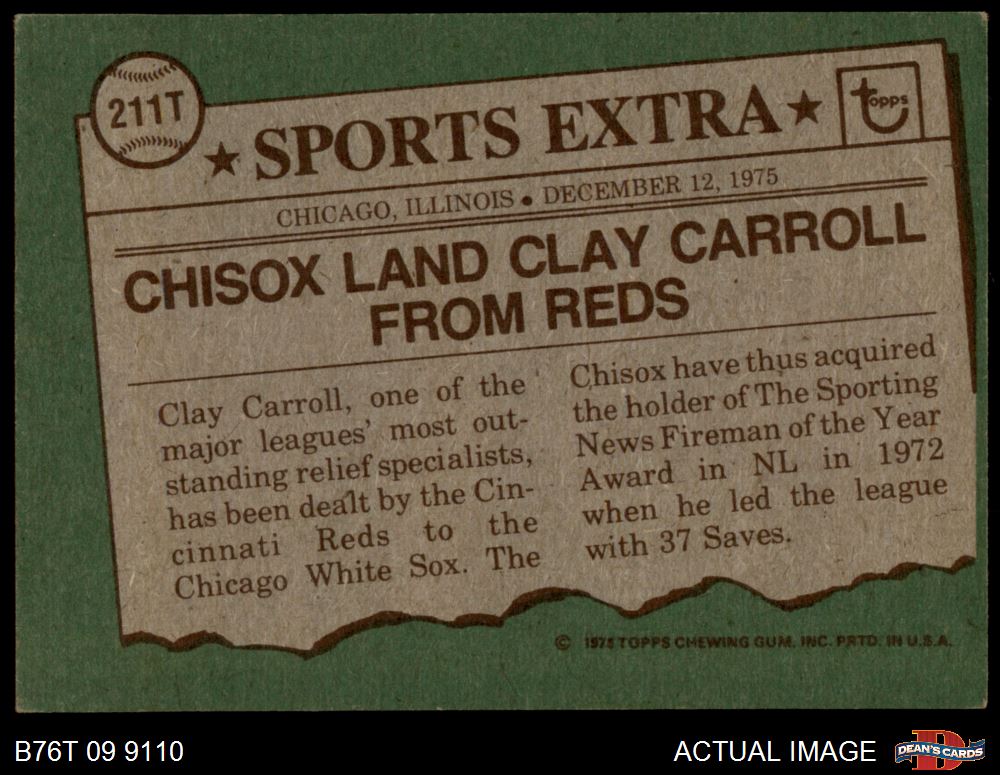 211T
★ SPORTS EXTRA ★
topps
CHICAGO, ILLINOIS • DECEMBER 12, 1975
CHISOX LAND CLAY CARROLL
FROM REDS
Clay Carroll, one of the
major leagues' most out-
standing relief specialists,
has been dealt by the Cin-
cinnati Reds to the
Chicago White Sox. The
Chisox have thus acquired
the holder of The Sporting
News Fireman of the Year
Award in NL in 1972
when he led the league
with 37 Saves.
© 1975 TOPPS CHEWING GUM, INC. PRTD. IN U.S.A.
B76T 09 9110
ACTUAL IMAGE
DEAN'S CARDS